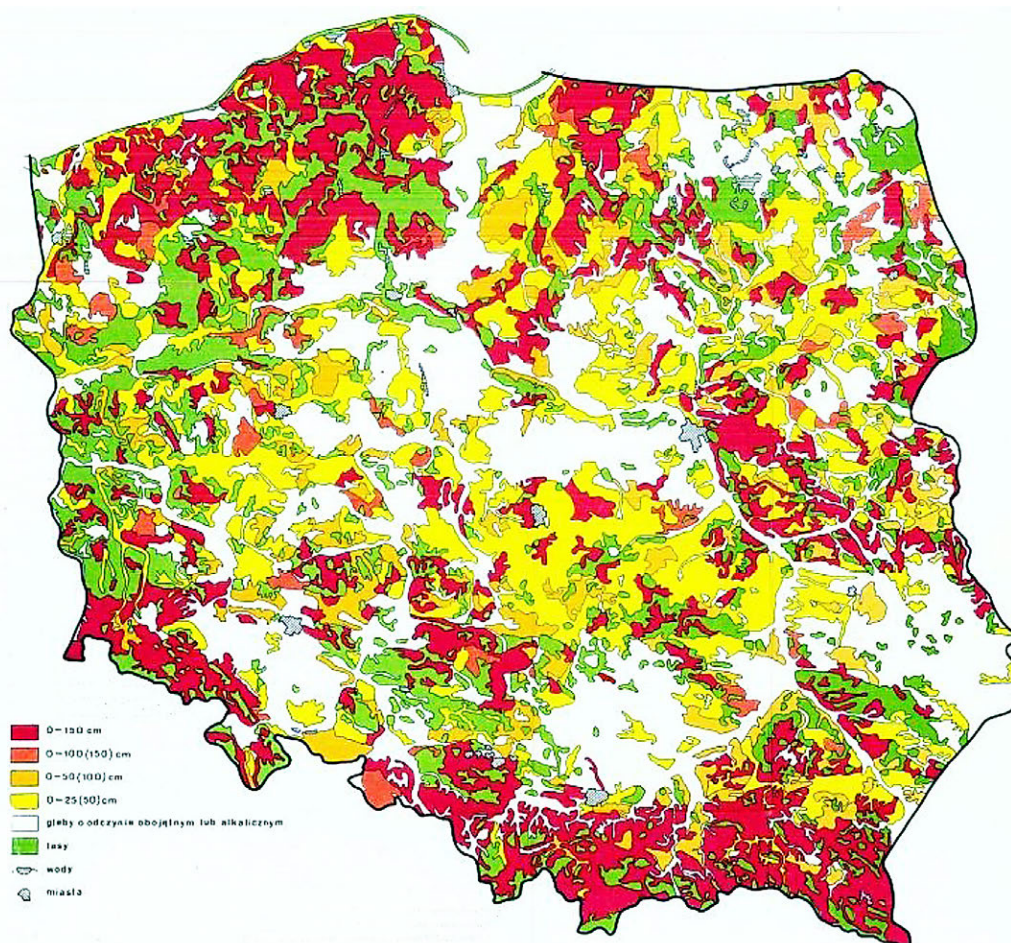 0-150 cm
0-100(150) cm
0-50(100) cm
0-25(50) cm
gleby o odczynie obojętnym lub alkalicznym
lasy
wody
miasta